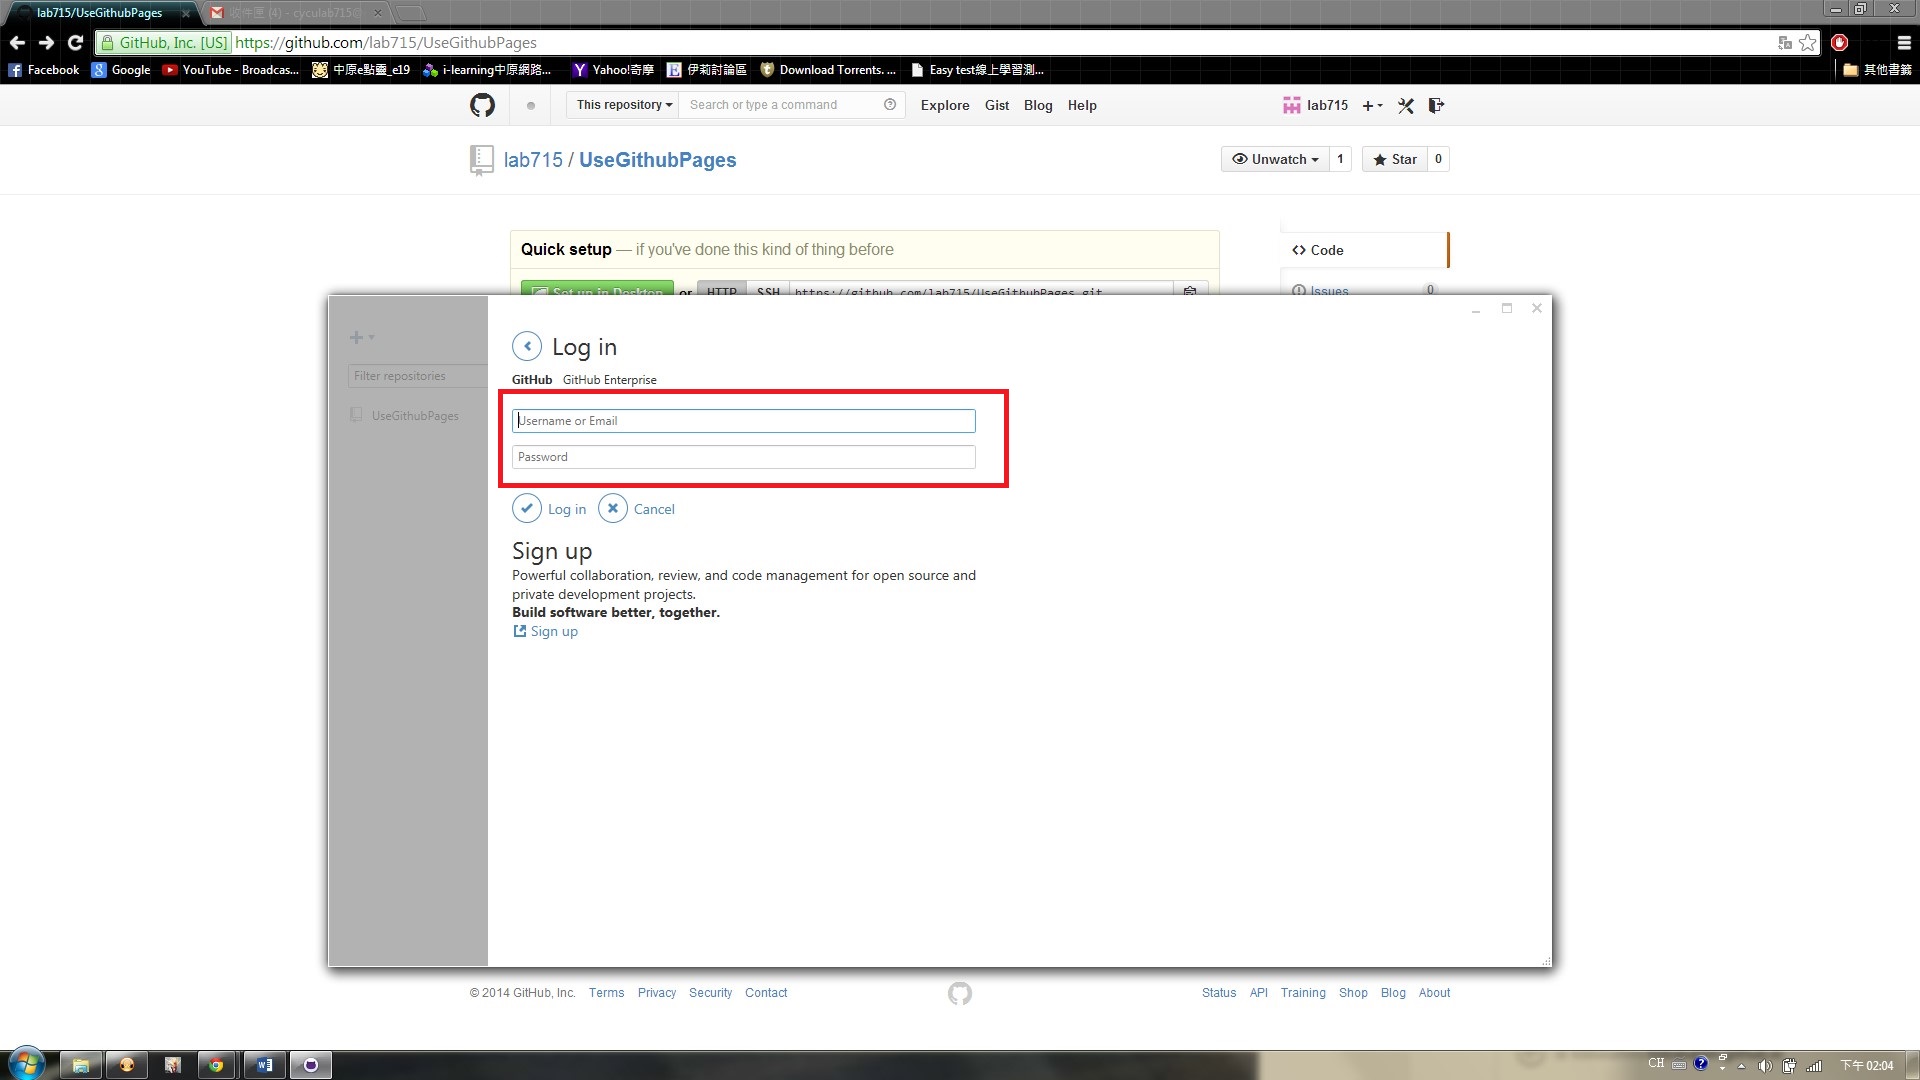 lab715/UseGithubPages
收件匣 (4) - cyculab715@
GitHub, Inc. [US] https://github.com/lab715/UseGithubPages
Facebook Google YouTube - Broadcas... 中原e點靈_e19 i-learning中原網路... Yahoo!奇摩 伊莉討論區 Download Torrents. ... Easy test線上學習測... 其他書籤
This repository Search or type a command Explore Gist Blog Help lab715
lab715 / UseGithubPages Unwatch 1 Star 0
Quick setup — if you've done this kind of thing before
Code
Set up in Desktop or HTTP SSH https://github.com/lab715/UseGithubPages.git
Issues 0
Log in
GitHub GitHub Enterprise
Filter repositories
UseGithubPages
Username or Email
Password
Log in Cancel
Sign up
Powerful collaboration, review, and code management for open source and
private development projects.
Build software better, together.
Sign up
© 2014 GitHub, Inc. Terms Privacy Security Contact Status API Training Shop Blog About
CH 下午 02:04